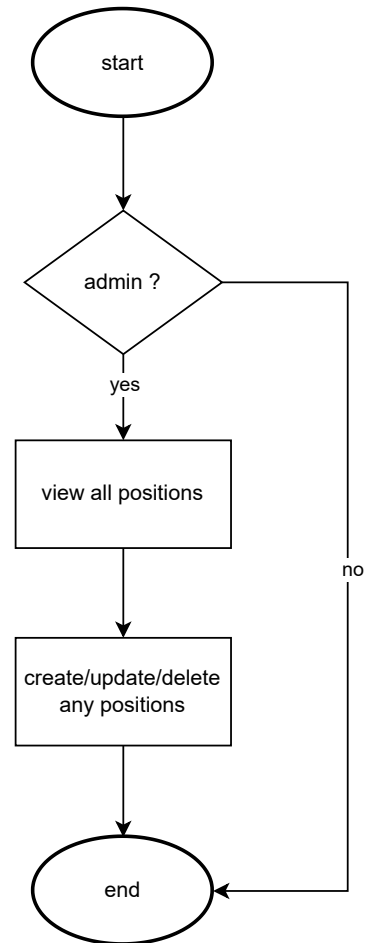 start
admin ?
yes
view all positions
no
create/update/delete
any positions
end